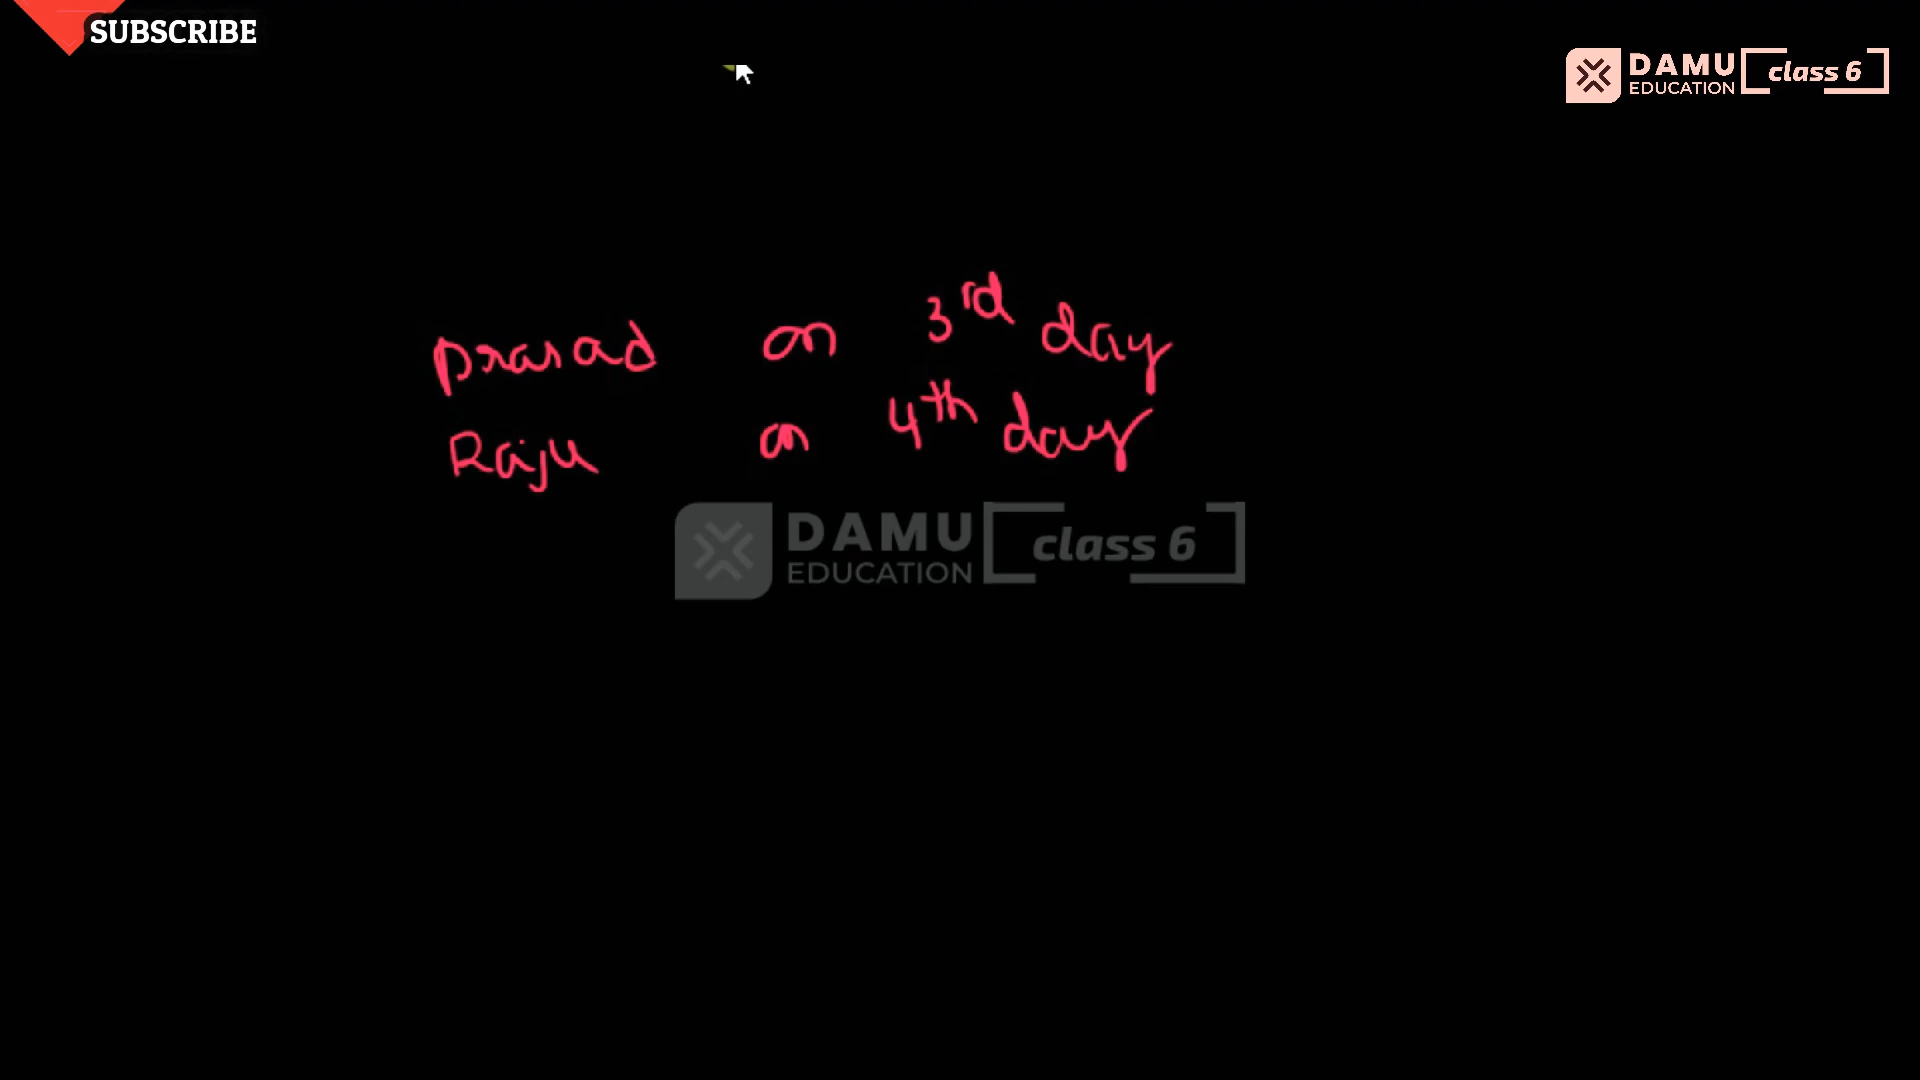 SUBSCRIBE
DAMU
EDUCATION
class 6
prasad on 3rd day
Raju on 4th day
DAMU
EDUCATION
class 6